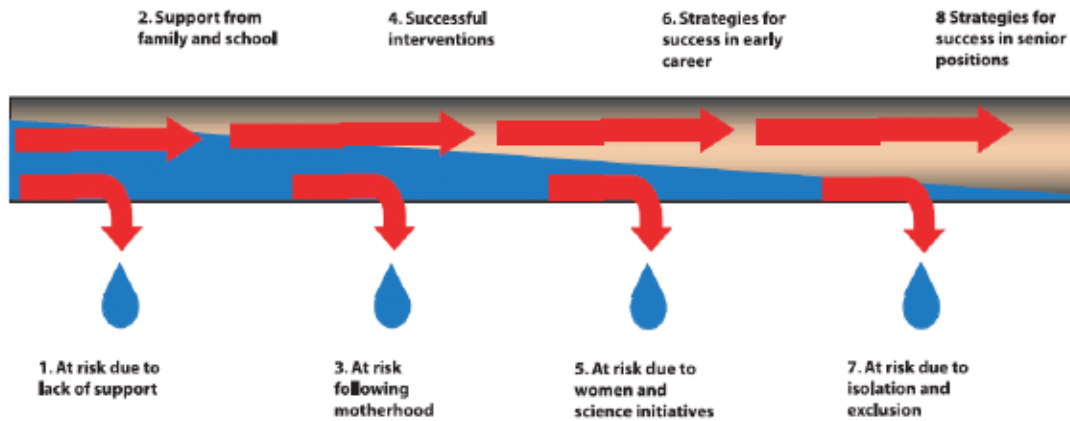 2. Support from
family and school
4. Successful
interventions
6. Strategies for
success in early
career
8 Strategies for
success in senior
positions
1. At risk due to
lack of support
3. At risk
following
motherhood
5. At risk due to
women and
science initiatives
7. At risk due to
isolation and
exclusion